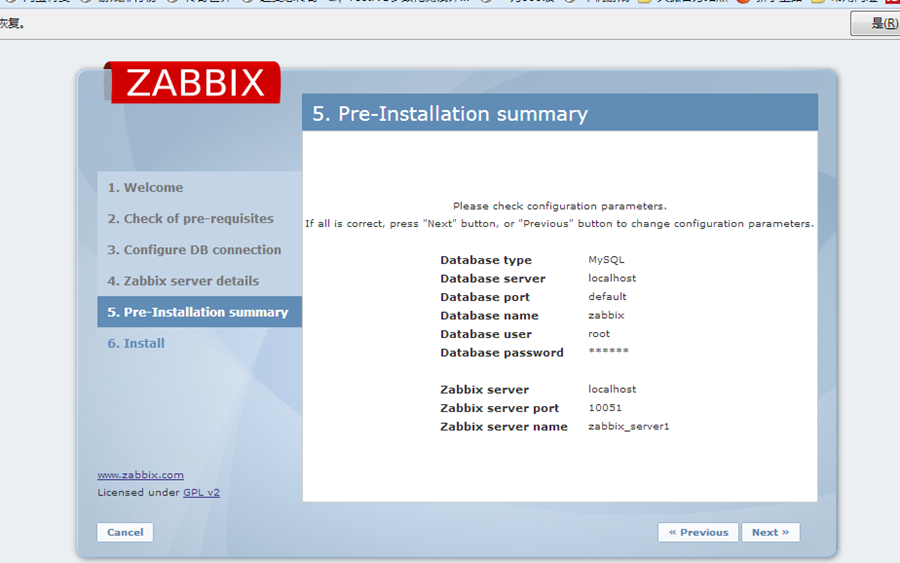 恢复。
是(R)
ZABBIX
5. Pre-Installation summary
1. Welcome
2. Check of pre-requisites
3. Configure DB connection
4. Zabbix server details
5. Pre-Installation summary
6. Install
Please check configuration parameters.
If all is correct, press "Next" button, or "Previous" button to change configuration parameters.
Database type MySQL
Database server localhost
Database port default
Database name zabbix
Database user root
Database password ******
Zabbix server localhost
Zabbix server port 10051
Zabbix server name zabbix_server1
www.zabbix.com
Licensed under GPL v2
Cancel
« Previous
Next »